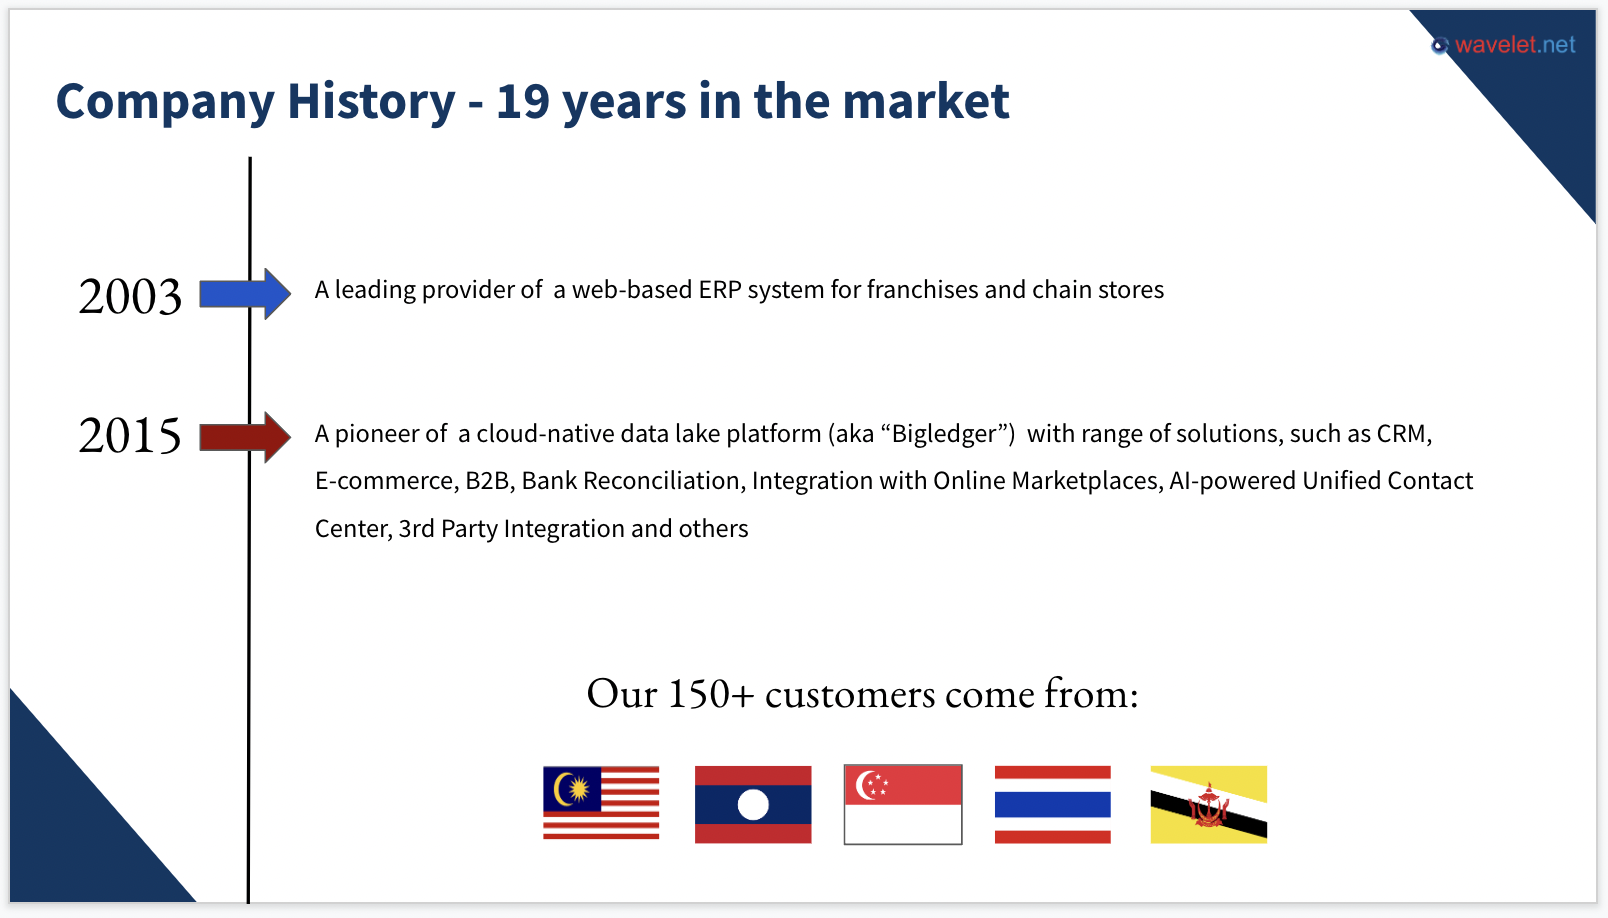 wavelet.net
Company History - 19 years in the market
2003
A leading provider of  a web-based ERP system for franchises and chain stores
2015
A pioneer of  a cloud-native data lake platform (aka “Bigledger”)  with range of solutions, such as CRM,
E-commerce, B2B, Bank Reconciliation, Integration with Online Marketplaces, AI-powered Unified Contact
Center, 3rd Party Integration and others
Our 150+ customers come from: